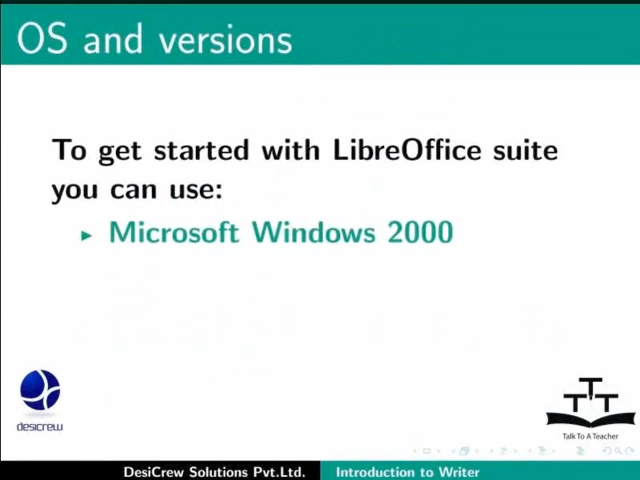 OS and versions
To get started with LibreOffice suite
you can use:
▶ Microsoft Windows 2000
desicrew
TTT
Talk To A Teacher
DesiCrew Solutions Pvt.Ltd. Introduction to Writer